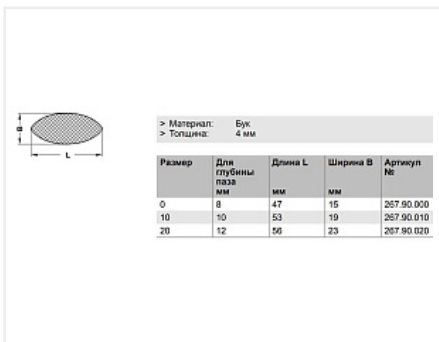 > Материал: Бук
> Толщина: 4 мм
B
L
Размер Для глубины паза мм Длина L мм Ширина B мм Артикул №
0 8 47 15 267.90.000
10 10 53 19 267.90.010
20 12 56 23 267.90.020